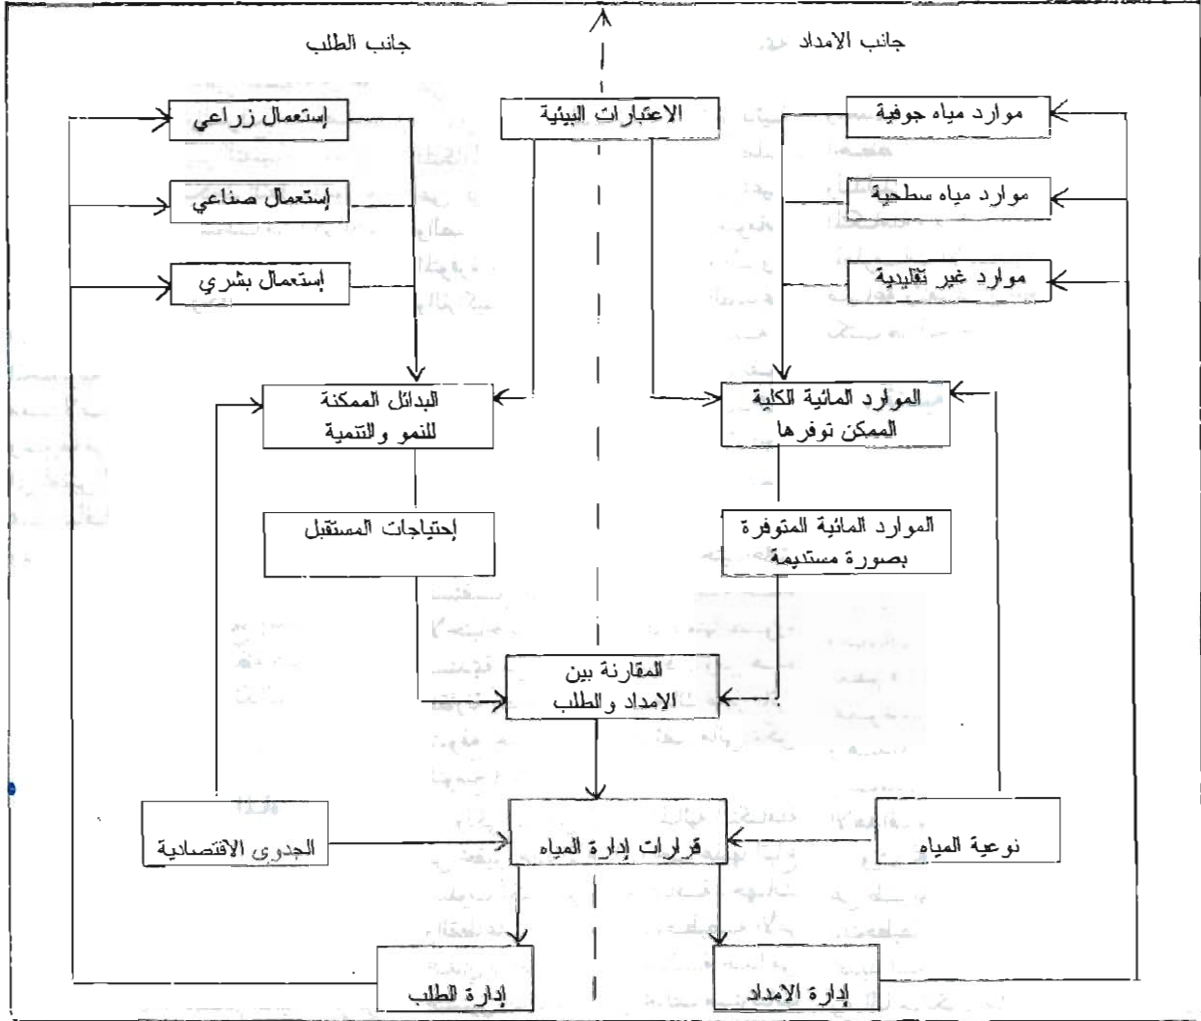 جانب الامداد
جانب الطلب
موارد مياه جوفية
الاعتبارات البيئية
إستعمال زراعي
موارد مياه سطحية
إستعمال صناعي
موارد غير تقليدية
إستعمال بشري
الموارد المائية الكلية
الممكن توفرها
البدائل الممكنة
للنمو والتنمية
الموارد المائية المتوفرة
بصورة مستديمة
إحتياجات المستقبل
المقارنة بين
الامداد والطلب
نوعية المياه
قرارات إدارة المياه
الجدوى الاقتصادية
إدارة الامداد
إدارة الطلب